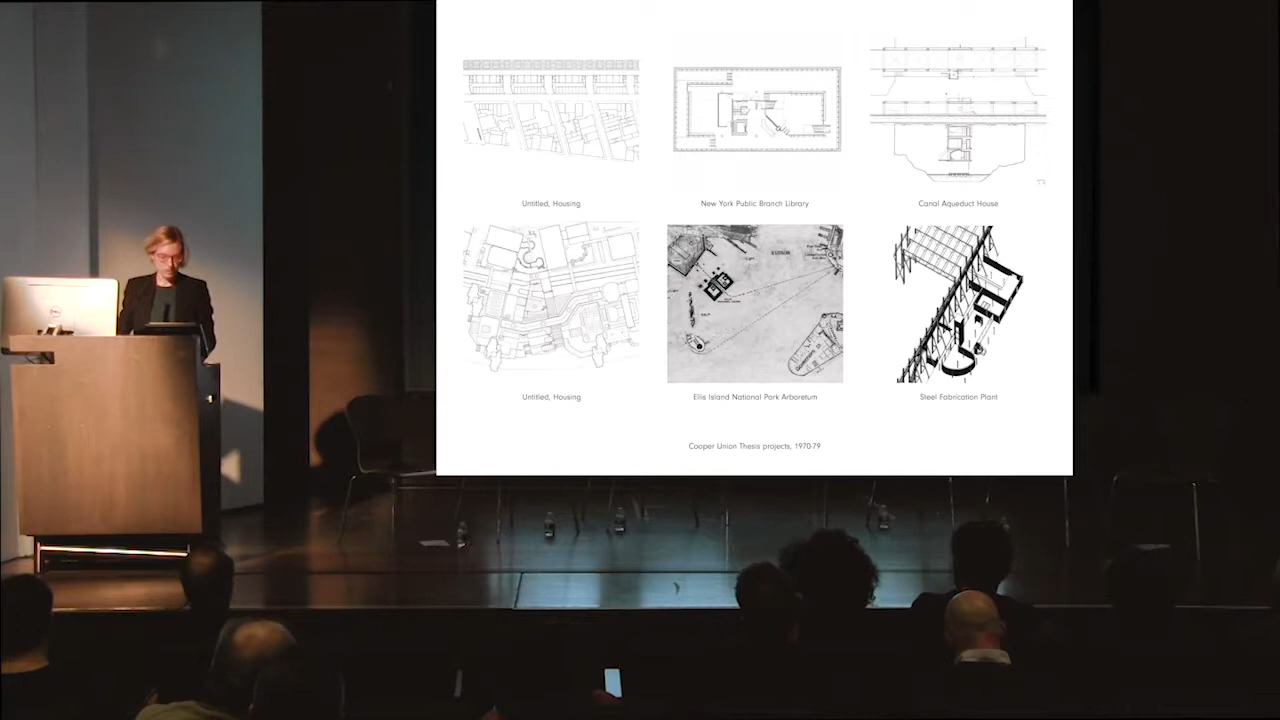 Untitled, Housing
New York Public Branch Library
Canal Aqueduct House
Untitled, Housing
Ellis Island National Park Arboretum
Steel Fabrication Plant
Cooper Union Thesis projects, 1970-79